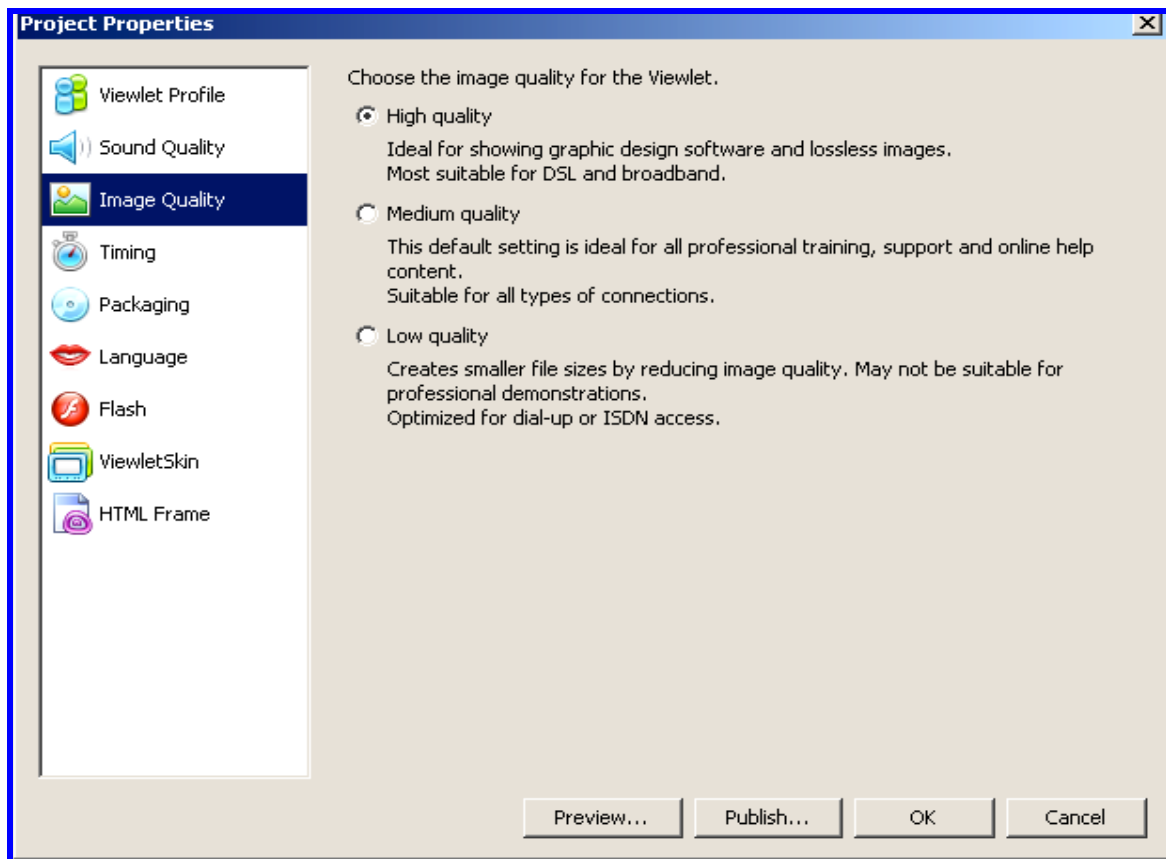 Project Properties
Viewlet Profile
Sound Quality
Image Quality
Timing
Packaging
Language
Flash
ViewletSkin
HTML Frame
Choose the image quality for the Viewlet.
High quality
Ideal for showing graphic design software and lossless images.
Most suitable for DSL and broadband.
Medium quality
This default setting is ideal for all professional training, support and online help
content.
Suitable for all types of connections.
Low quality
Creates smaller file sizes by reducing image quality. May not be suitable for
professional demonstrations.
Optimized for dial-up or ISDN access.
Preview...
Publish...
OK
Cancel